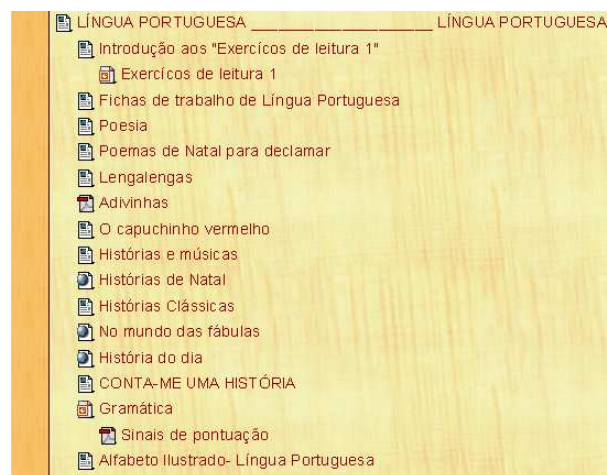 LÍNGUA PORTUGUESA ______________________ LÍNGUA PORTUGUESA
Introdução aos "Exercícos de leitura 1"
Exercícos de leitura 1
Fichas de trabalho de Língua Portuguesa
Poesia
Poemas de Natal para declamar
Lengalengas
Adivinhas
O capuchinho vermelho
Histórias e músicas
Histórias de Natal
Histórias Clássicas
No mundo das fábulas
História do dia
CONTA-ME UMA HISTÓRIA
Gramática
Sinais de pontuação
Alfabeto Ilustrado- Língua Portuguesa